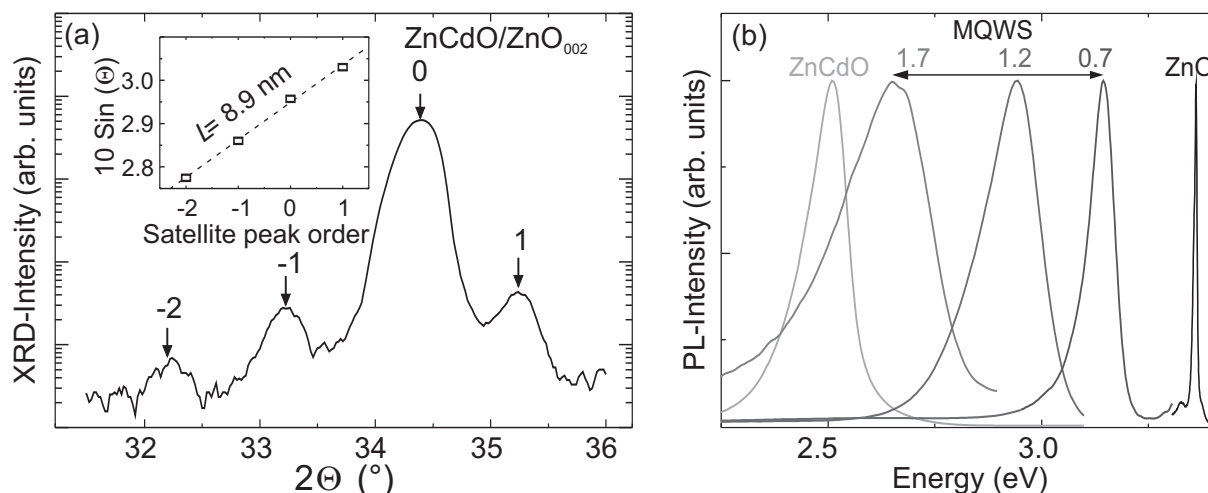 (a)
ZnCdO/ZnO002
XRD-Intensity (arb. units)
2Θ (°)
32 33 34 35 36
-2
-1
0
1
10 Sin (Θ)
3.0
2.9
2.8
L= 8.9 nm
-2 -1 0 1
Satellite peak order
(b)
MQWS
ZnCdO
1.7 1.2 0.7
ZnO
PL-Intensity (arb. units)
2.5 3.0
Energy (eV)